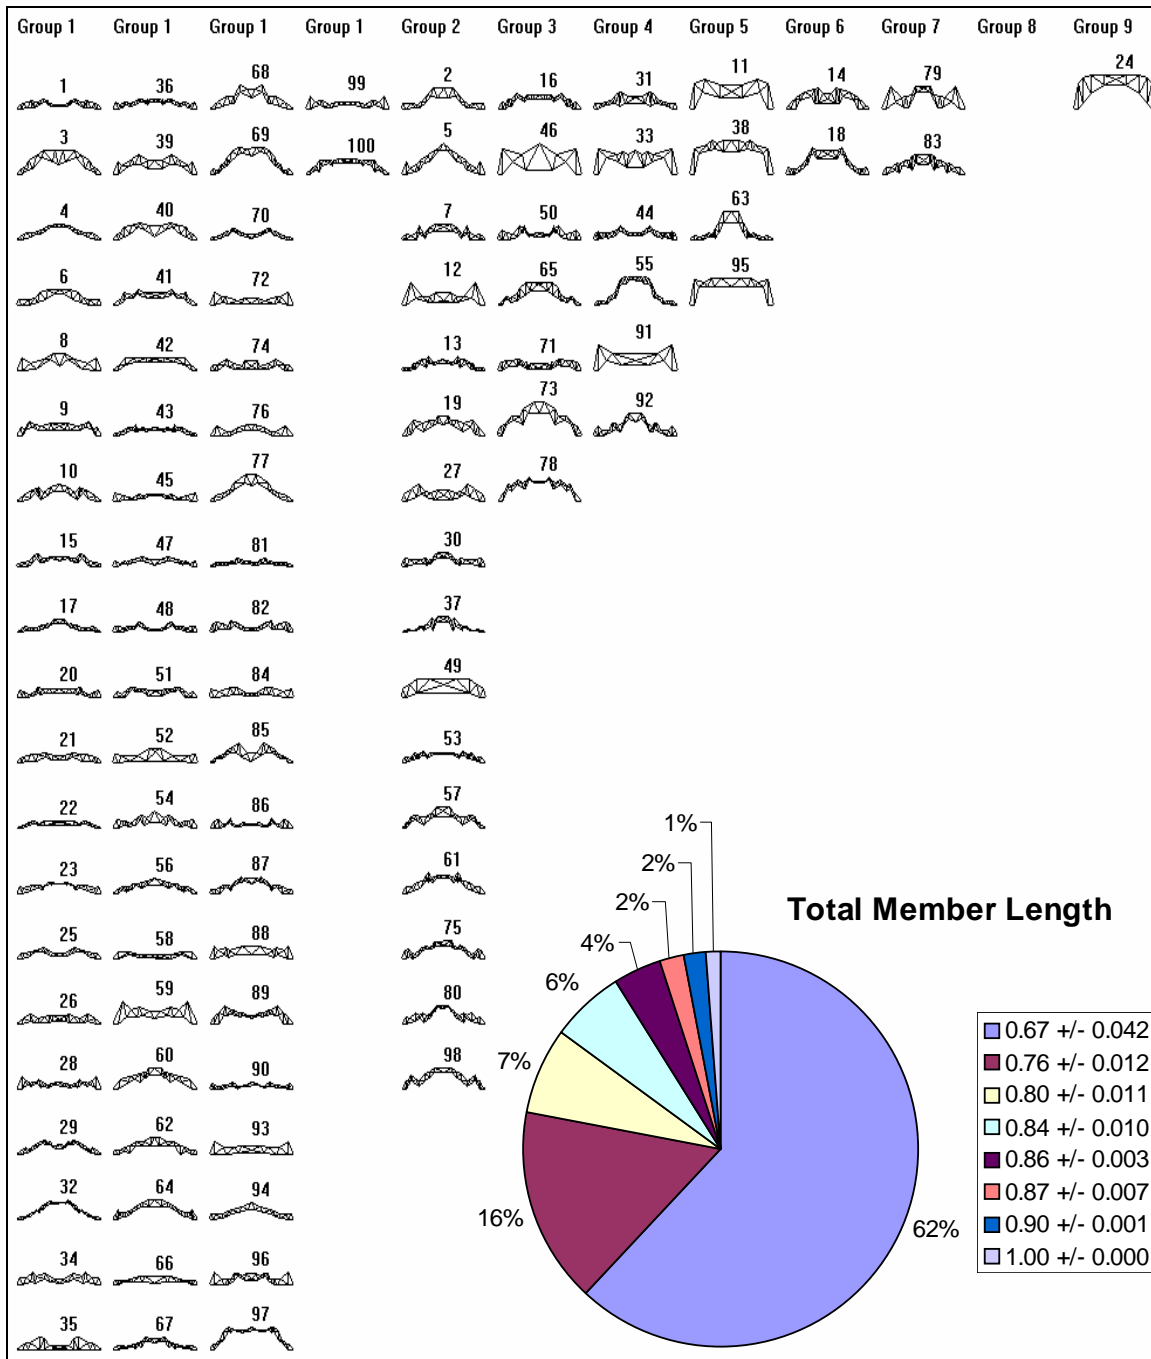 Group 1 Group 1 Group 1 Group 1 Group 2 Group 3 Group 4 Group 5 Group 6 Group 7 Group 8 Group 9
1 36 68 99 2 16 31 11 14 79 24
3 39 69 100 5 46 33 38 18 83
4 40 70 7 50 44 63
6 41 72 12 65 55 95
8 42 74 13 71 91
9 43 76 19 73 92
10 45 77 27 78
15 47 81 30
17 48 82 37
20 51 84 49
21 52 85 53
22 54 86 57
23 56 87 61
25 58 88 75
26 59 89 80
28 60 90 98
29 62 93
32 64 94
34 66 96
35 67 97
Total Member Length
1%
2%
2%
4%
6%
7%
16%
62%
0.67 +/- 0.042
0.76 +/- 0.012
0.80 +/- 0.011
0.84 +/- 0.010
0.86 +/- 0.003
0.87 +/- 0.007
0.90 +/- 0.001
1.00 +/- 0.000